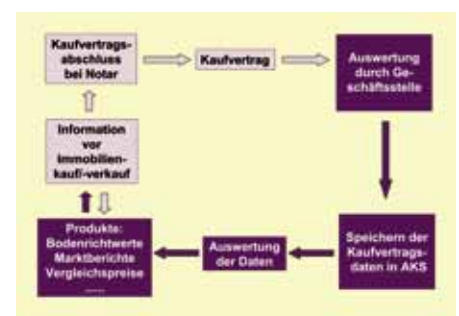 Kaufvertrags-
abschluss
bei Notar
Kaufvertrag
Auswertung
durch Ge-
schäftsstelle
Information
vor
Immobilien-
kauf/-verkauf
Produkte:
Bodenrichtwerte
Marktberichte
Vergleichspreise
.....
Auswertung
der Daten
Speichern der
Kaufvertrags-
daten in AKS